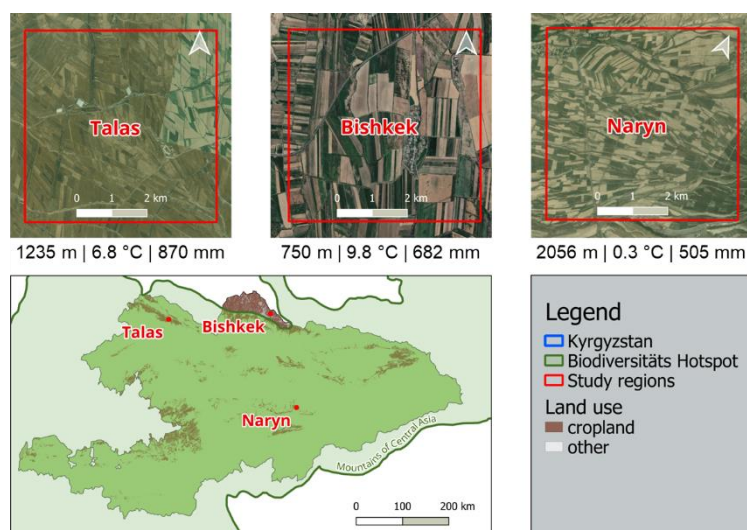 Talas
0 1 2 km
Bishkek
0 1 2 km
Naryn
0 1 2 km
1235 m | 6.8 °C | 870 mm
750 m | 9.8 °C | 682 mm
2056 m | 0.3 °C | 505 mm
Talas
Bishkek
Naryn
Mountains of Central Asia
0 100 200 km
Legend
Kyrgyzstan
Biodiversitäts Hotspot
Study regions
Land use
cropland
other